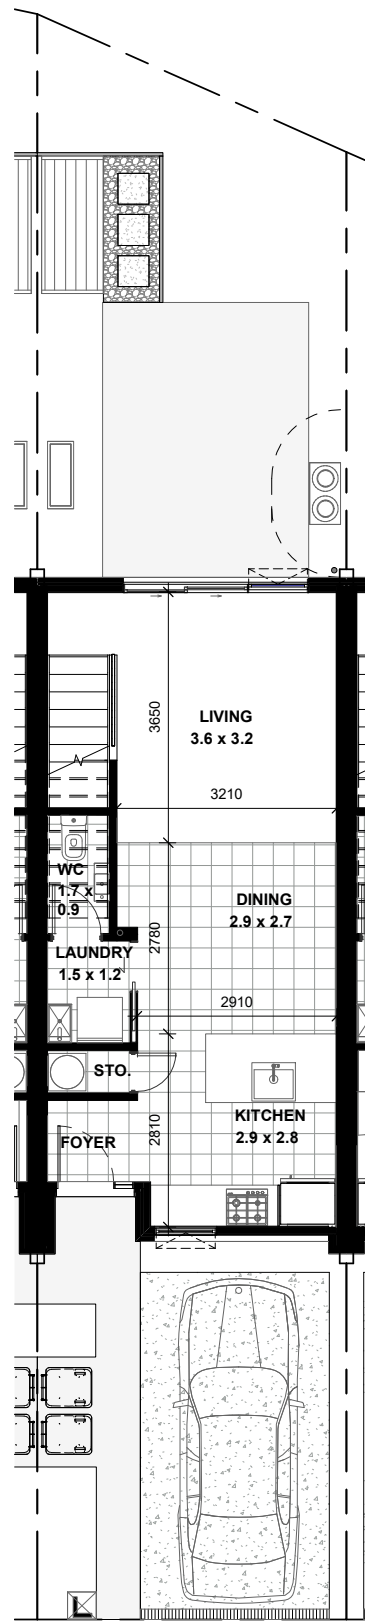 LIVING
3.6 x 3.2
3650
3210
WC
1.7 x
0.9
DINING
2.9 x 2.7
2780
LAUNDRY
1.5 x 1.2
2910
STO.
KITCHEN
2.9 x 2.8
2810
FOYER
L